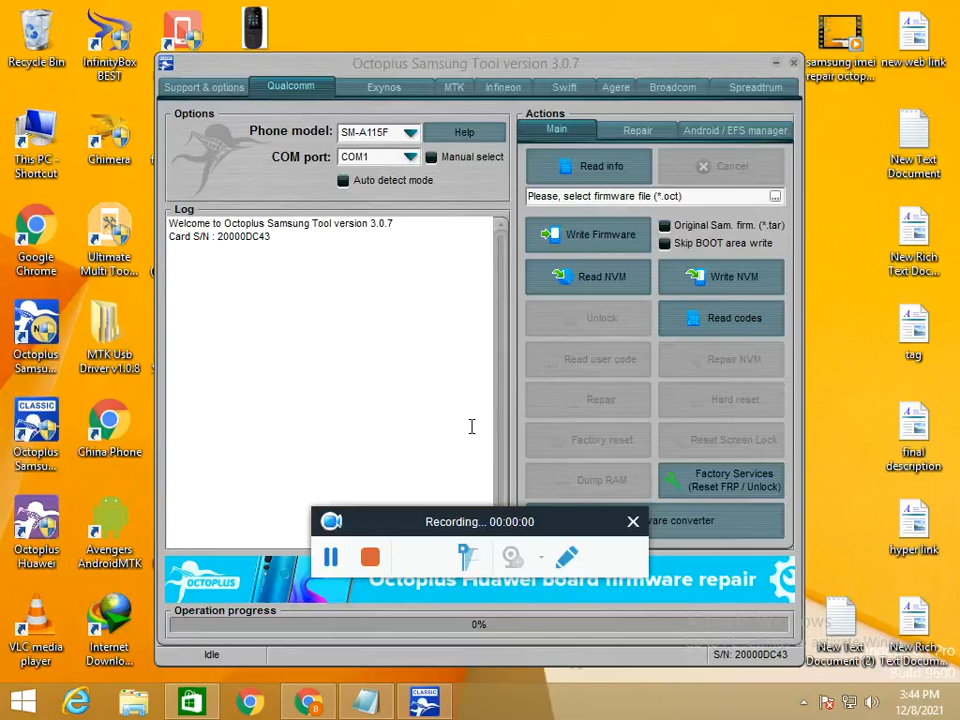 Recycle Bin
InfinityBox
BEST
samsung imei
repair octop...
new web link
This PC -
Shortcut
Chimera
New Text
Document
Google
Chrome
Ultimate
Multi Too...
New Rich
Text Doc...
Octoplus
Samsu...
MTK Usb
Driver v1.0.8
tag
CLASSIC
Octoplus
Samsu...
China Phone
final
description
Octoplus
Huawei
Avengers
AndroidMTK
hyper link
VLC media
player
Internet
Downlo...
New Text
Document (2)
New Rich
Text Docum...
Octoplus Samsung Tool version 3.0.7
Support & options
Qualcomm
Exynos
MTK
Infineon
Swift
Agere
Broadcom
Spreadtrum
Options
Phone model:
SM-A115F
Help
COM port:
COM1
Manual select
Auto detect mode
Log
Welcome to Octoplus Samsung Tool version 3.0.7
Card S/N : 20000DC43
Actions
Main
Repair
Android / EFS manager
Read info
Cancel
Please, select firmware file (*.oct)
...
Write Firmware
Original Sam. firm. (*.tar)
Skip BOOT area write
Read NVM
Write NVM
Unlock
Read codes
Read user code
Repair NVM
Repair
Hard reset
Factory reset
Reset Screen Lock
Dump RAM
Factory Services
(Reset FRP / Unlock)
ware converter
Recording... 00:00:00
OCTOPLUS
Octoplus Huawei board firmware repair
Operation progress
0%
Idle
S/N: 20000DC43
Build 9600
CLASSIC
3:44 PM
12/8/2021